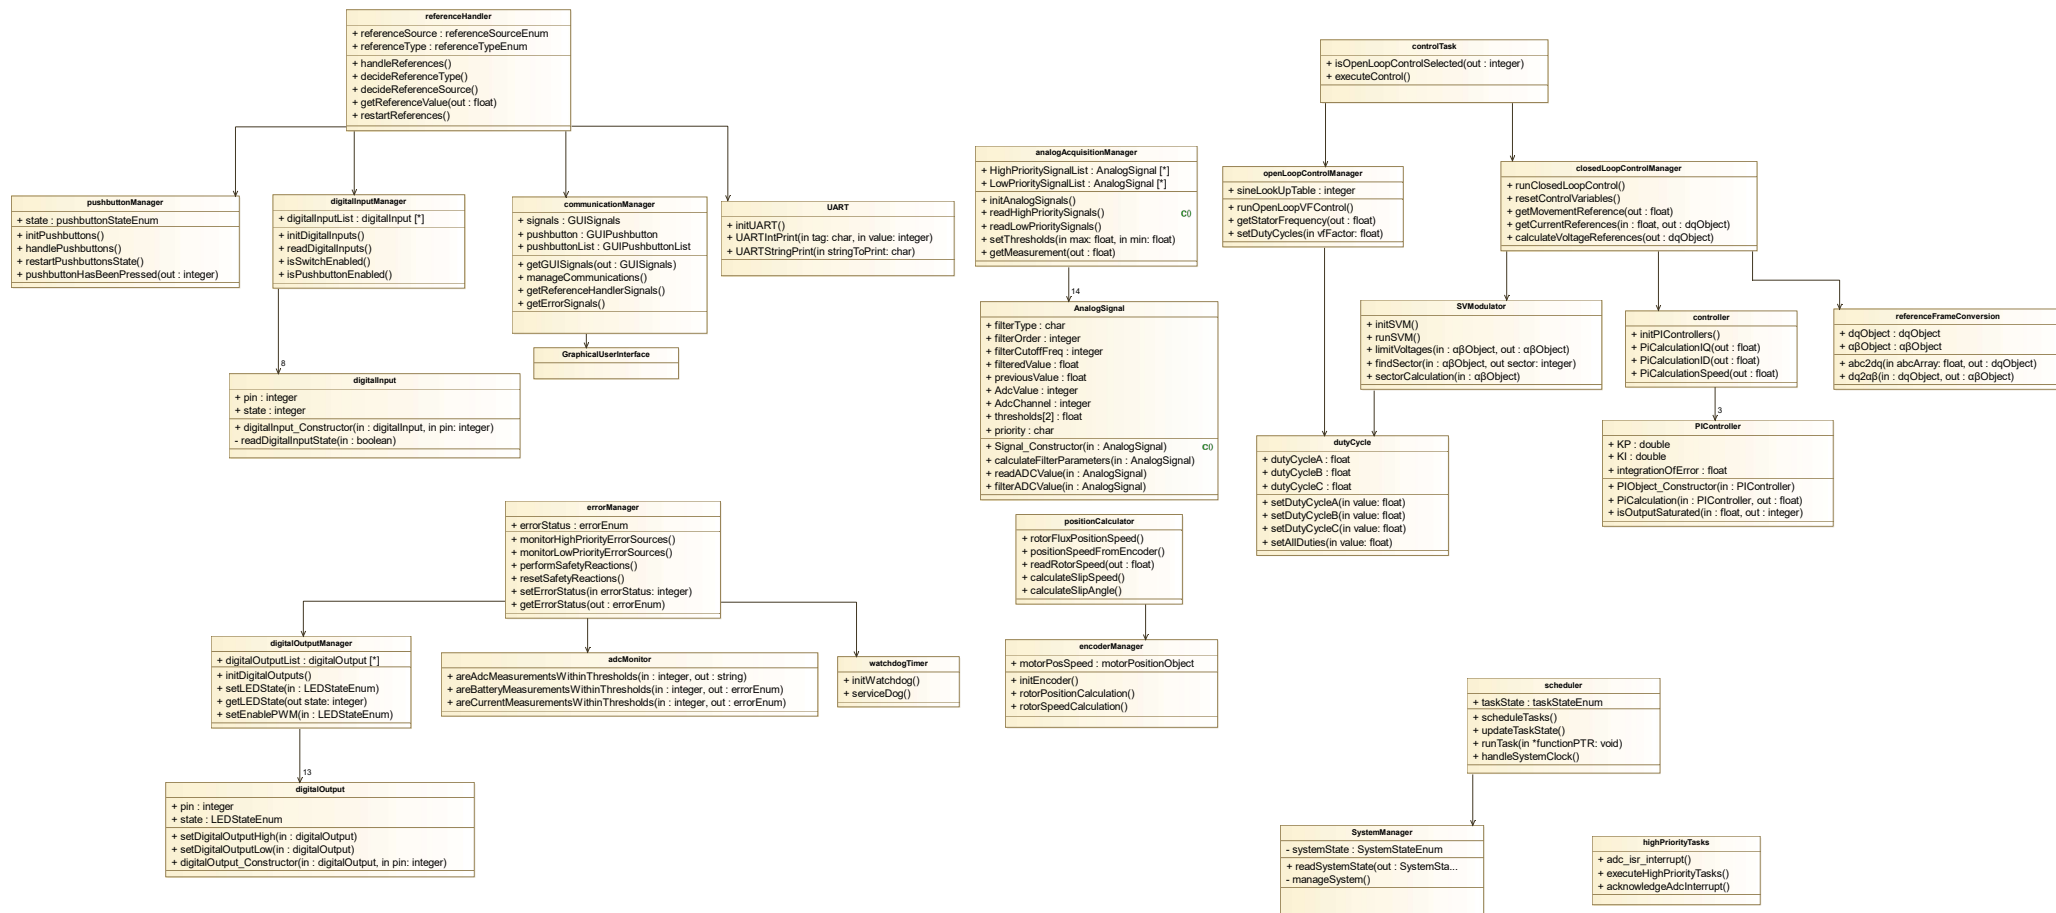 referenceHandler
+ referenceSource : referenceSourceEnum
+ referenceType : referenceTypeEnum
+ handleReferences()
+ decideReferenceType()
+ decideReferenceSource()
+ getReferenceValue(out : float)
+ restartReferences()
pushbuttonManager
+ state : pushbuttonStateEnum
+ initPushbuttons()
+ handlePushbuttons()
+ restartPushbuttonsState()
+ pushbuttonHasBeenPressed(out : integer)
digitalInputManager
+ digitalInputList : digitalInput [*]
+ initDigitalInputs()
+ readDigitalInputs()
+ isSwitchEnabled()
+ isPushbuttonEnabled()
8
digitalInput
+ pin : integer
+ state : integer
+ digitalInput_Constructor(in : digitalInput, in pin: integer)
- readDigitalInputState(in : boolean)
communicationManager
+ signals : GUISignals
+ pushbutton : GUIPushbutton
+ pushbuttonList : GUIPushbuttonList
+ getGUISignals(out : GUISignals)
+ manageCommunications()
+ getReferenceHandlerSignals()
+ getErrorSignals()
GraphicalUserInterface
UART
+ initUART()
+ UARTIntPrint(in tag: char, in value: integer)
+ UARTStringPrint(in stringToPrint: char)
analogAcquisitionManager
+ HighPrioritySignalList : AnalogSignal [*]
+ LowPrioritySignalList : AnalogSignal [*]
+ initAnalogSignals()
+ readHighPrioritySignals()
C()
+ readLowPrioritySignals()
+ setThresholds(in max: float, in min: float)
+ getMeasurement(out : float)
14
AnalogSignal
+ filterType : char
+ filterOrder : integer
+ filterCutoffFreq : integer
+ filteredValue : float
+ previousValue : float
+ AdcValue : integer
+ AdcChannel : integer
+ thresholds[2] : float
+ priority : char
+ Signal_Constructor(in : AnalogSignal)
C()
+ calculateFilterParameters(in : AnalogSignal)
+ readADCValue(in : AnalogSignal)
+ filterADCValue(in : AnalogSignal)
controlTask
+ isOpenLoopControlSelected(out : integer)
+ executeControl()
openLoopControlManager
+ sineLookUpTable : integer
+ runOpenLoopVFControl()
+ getStatorFrequency(out : float)
+ setDutyCycles(in vfFactor: float)
closedLoopControlManager
+ runClosedLoopControl()
+ resetControlVariables()
+ getMovementReference(out : float)
+ getCurrentReferences(in : float, out : dqObject)
+ calculateVoltageReferences(out : dqObject)
SVModulator
+ initSVM()
+ runSVM()
+ limitVoltages(in : αβObject, out : αβObject)
+ findSector(in : αβObject, out sector: integer)
+ sectorCalculation(in : αβObject)
controller
+ initPIControllers()
+ PiCalculationIQ(out : float)
+ PiCalculationID(out : float)
+ PiCalculationSpeed(out : float)
referenceFrameConversion
+ dqObject : dqObject
+ αβObject : αβObject
+ abc2dq(in abcArray: float, out : dqObject)
+ dq2αβ(in : dqObject, out : αβObject)
3
PIController
+ KP : double
+ KI : double
+ integrationOfError : float
+ PIObject_Constructor(in : PIController)
+ PiCalculation(in : PIController, out : float)
+ isOutputSaturated(in : float, out : integer)
dutyCycle
+ dutyCycleA : float
+ dutyCycleB : float
+ dutyCycleC : float
+ setDutyCycleA(in value: float)
+ setDutyCycleB(in value: float)
+ setDutyCycleC(in value: float)
+ setAllDuties(in value: float)
errorManager
+ errorStatus : errorEnum
+ monitorHighPriorityErrorSources()
+ monitorLowPriorityErrorSources()
+ performSafetyReactions()
+ resetSafetyReactions()
+ setErrorStatus(in errorStatus: integer)
+ getErrorStatus(out : errorEnum)
digitalOutputManager
+ digitalOutputList : digitalOutput [*]
+ initDigitalOutputs()
+ setLEDState(in : LEDStateEnum)
+ getLEDState(out state: integer)
+ setEnablePWM(in : LEDStateEnum)
13
digitalOutput
+ pin : integer
+ state : LEDStateEnum
+ setDigitalOutputHigh(in : digitalOutput)
+ setDigitalOutputLow(in : digitalOutput)
+ digitalOutput_Constructor(in : digitalOutput, in pin: integer)
adcMonitor
+ areAdcMeasurementsWithinThresholds(in : integer, out : string)
+ areBatteryMeasurementsWithinThresholds(in : integer, out : errorEnum)
+ areCurrentMeasurementsWithinThresholds(in : integer, out : errorEnum)
watchdogTimer
+ initWatchdog()
+ serviceDog()
positionCalculator
+ rotorFluxPositionSpeed()
+ positionSpeedFromEncoder()
+ readRotorSpeed(out : float)
+ calculateSlipSpeed()
+ calculateSlipAngle()
encoderManager
+ motorPosSpeed : motorPositionObject
+ initEncoder()
+ rotorPositionCalculation()
+ rotorSpeedCalculation()
scheduler
+ taskState : taskStateEnum
+ scheduleTasks()
+ updateTaskState()
+ runTask(in *functionPTR: void)
+ handleSystemClock()
SystemManager
- systemState : SystemStateEnum
+ readSystemState(out : SystemSta...
- manageSystem()
highPriorityTasks
+ adc_isr_interrupt()
+ executeHighPriorityTasks()
+ acknowledgeAdcInterrupt()